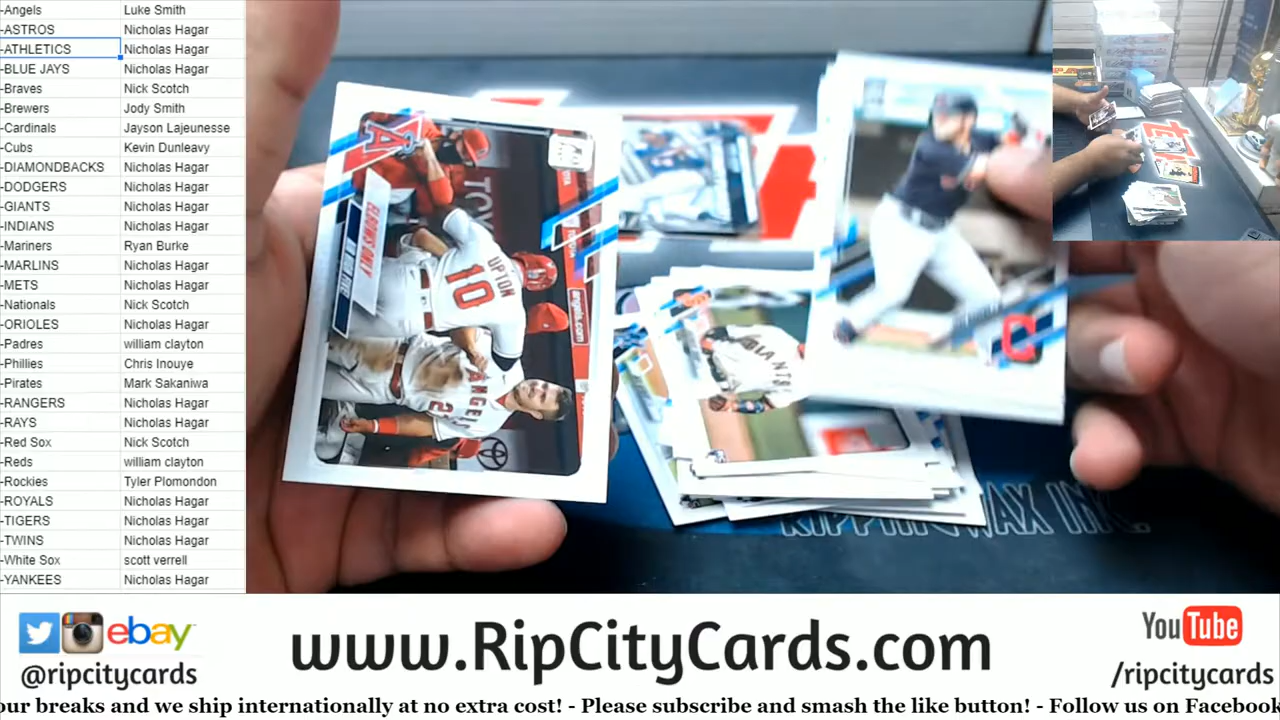 -Angels Luke Smith
-ASTROS Nicholas Hagar
-ATHLETICS Nicholas Hagar
-BLUE JAYS Nicholas Hagar
-Braves Nick Scotch
-Brewers Jody Smith
-Cardinals Jayson Lajeunesse
-Cubs Kevin Dunleavy
-DIAMONDBACKS Nicholas Hagar
-DODGERS Nicholas Hagar
-GIANTS Nicholas Hagar
-INDIANS Nicholas Hagar
-Mariners Ryan Burke
-MARLINS Nicholas Hagar
-METS Nicholas Hagar
-Nationals Nick Scotch
-ORIOLES Nicholas Hagar
-Padres william clayton
-Phillies Chris Inouye
-Pirates Mark Sakaniwa
-RANGERS Nicholas Hagar
-RAYS Nicholas Hagar
-Red Sox Nick Scotch
-Reds william clayton
-Rockies Tyler Plomondon
-ROYALS Nicholas Hagar
-TIGERS Nicholas Hagar
-TWINS Nicholas Hagar
-White Sox scott verrell
-YANKEES Nicholas Hagar
UPTON
10
ANGELS
angels.com
GIANTS
RIPPINWAX INC.
ebay
@ripcitycards
www.RipCityCards.com
YouTube
/ripcitycards
our breaks and we ship internationally at no extra cost! - Please subscribe and smash the like button! - Follow us on Facebook